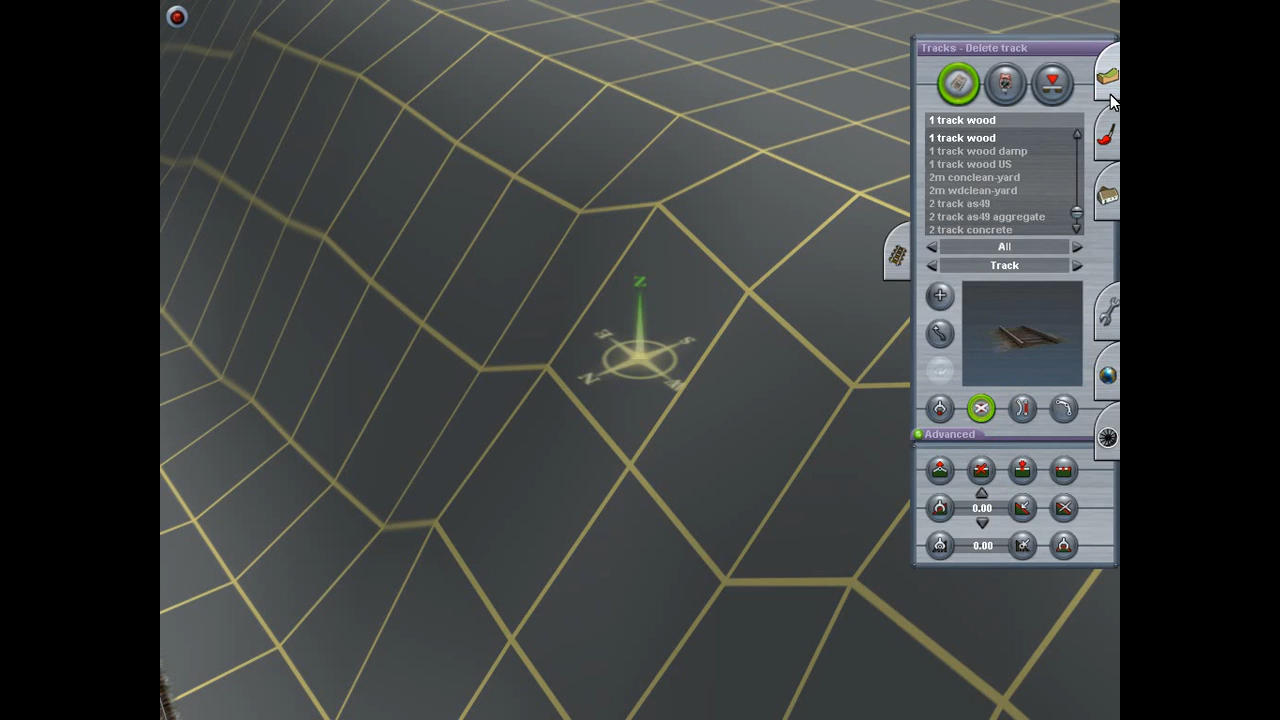 Tracks - Delete track
1 track wood
1 track wood
1 track wood damp
1 track wood US
2m conclean-yard
2m wdclean-yard
2 track as49
2 track as49 aggregate
2 track concrete
All
Track
N
Advanced
0.00
0.00